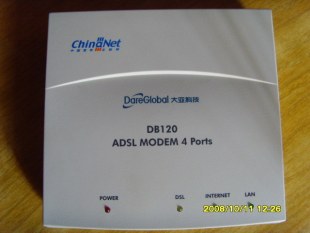 ChinaNet
DareGlobal 大亚科技
DB120
ADSL MODEM 4 Ports
POWER DSL INTERNET LAN
2008/10/11 12:26